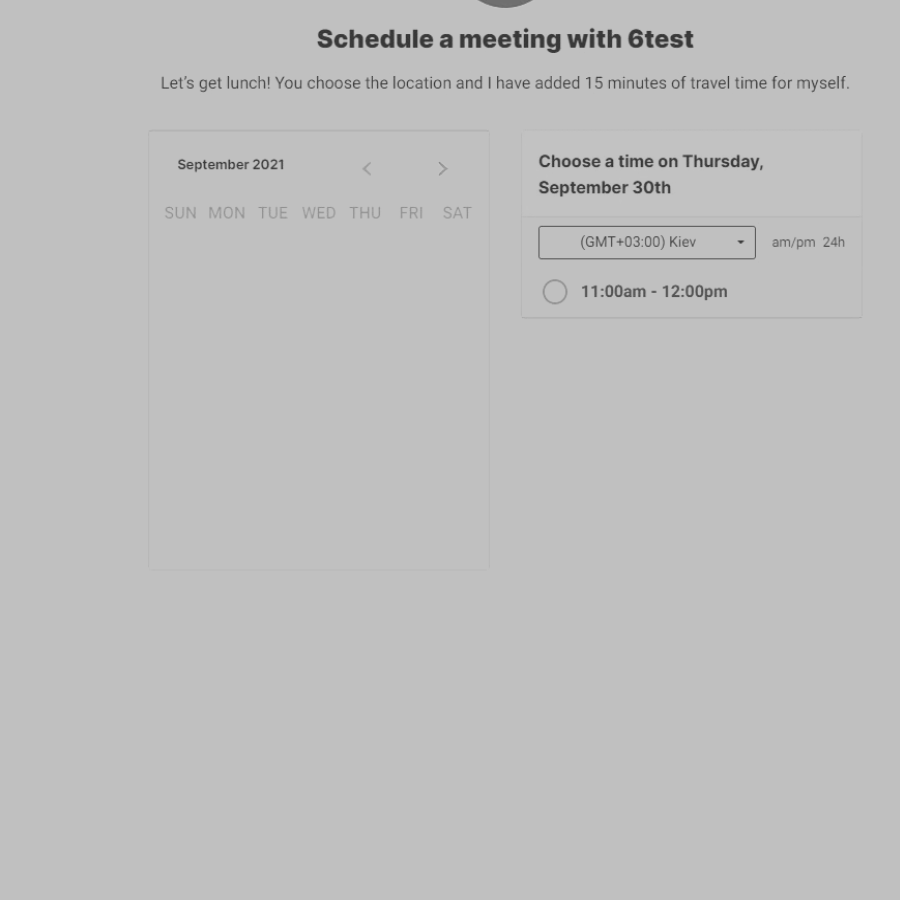 Schedule a meeting with 6test
Let's get lunch! You choose the location and I have added 15 minutes of travel time for myself.
September 2021
SUN MON TUE WED THU FRI SAT
Choose a time on Thursday,
September 30th
(GMT+03:00) Kiev
am/pm 24h
11:00am - 12:00pm